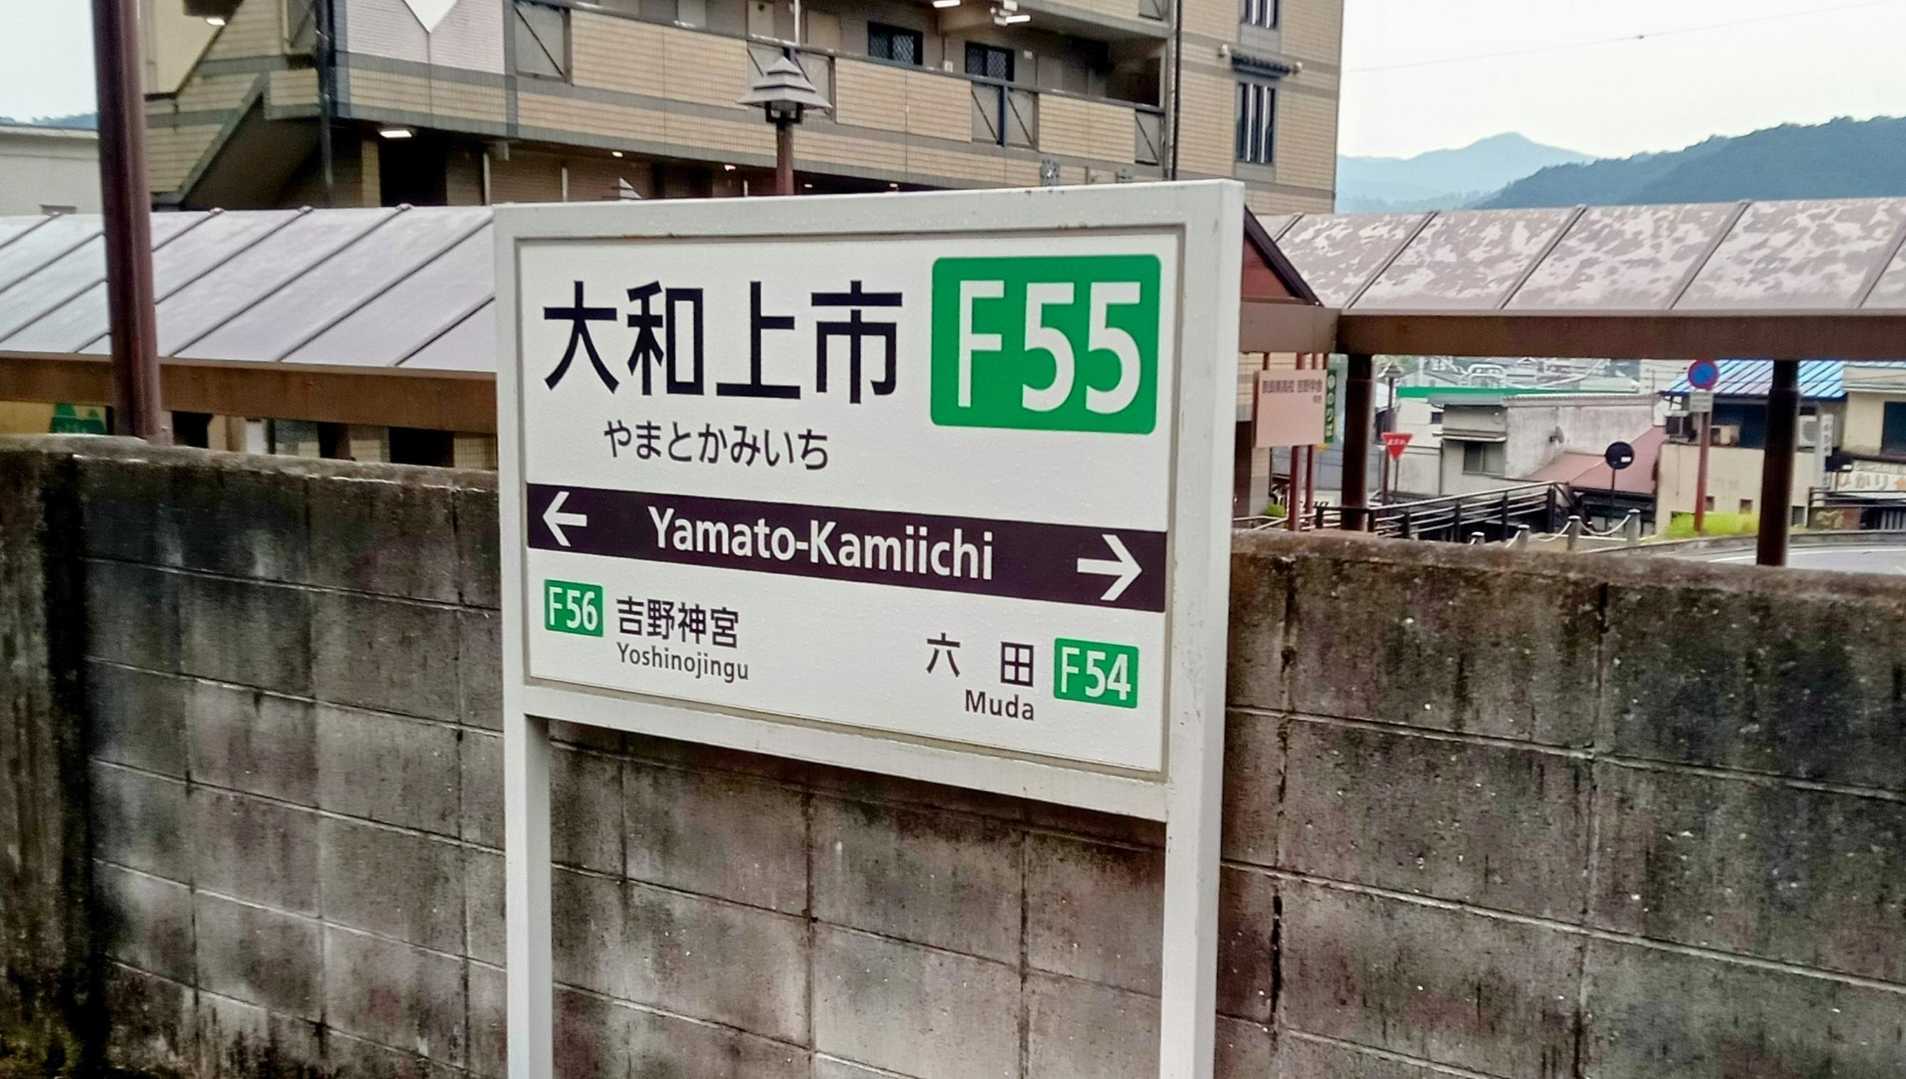 大和上市 F55
やまとかみいち
← Yamato-Kamiichi →
F56 吉野神宮
Yoshinojingu
六田 F54
Muda